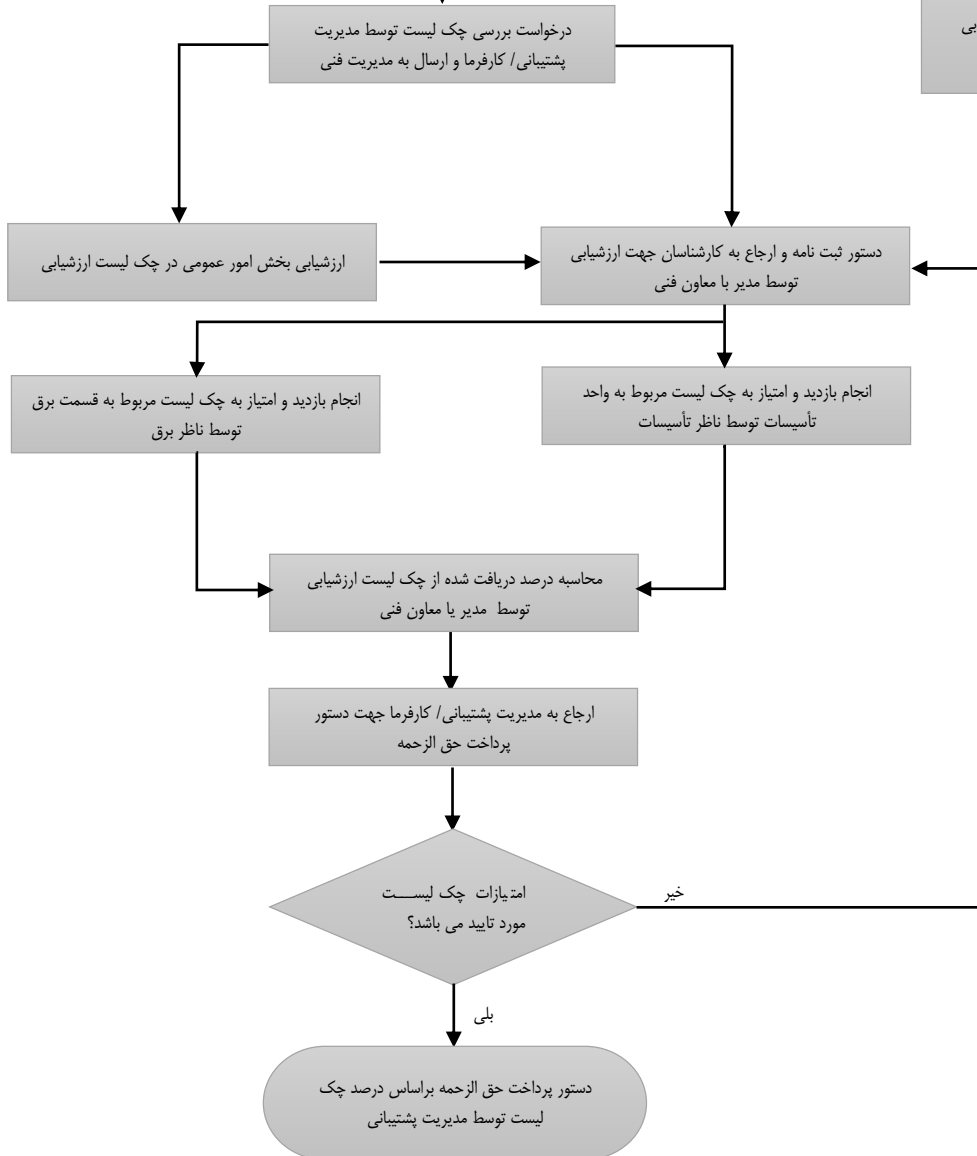 درخواست بررسی چک لیست توسط مدیریت
پشتیبانی/ کارفرما و ارسال به مدیریت فنی
ارزشیابی بخش امور عمومی در چک لیست ارزشیابی
دستور ثبت نامه و ارجاع به کارشناسان جهت ارزشیابی
توسط مدیر با معاون فنی
انجام بازدید و امتیاز به چک لیست مربوط به واحد
تأسیسات توسط ناظر تأسیسات
انجام بازدید و امتیاز به چک لیست مربوط به قسمت برق
توسط ناظر برق
محاسبه درصد دریافت شده از چک لیست ارزشیابی
توسط مدیر یا معاون فنی
ارجاع به مدیریت پشتیبانی/ کارفرما جهت دستور
پرداخت حق الزحمه
امتیازات چک لیست
مورد تایید می باشد؟
خیر
بلی
دستور پرداخت حق الزحمه براساس درصد چک
لیست توسط مدیریت پشتیبانی